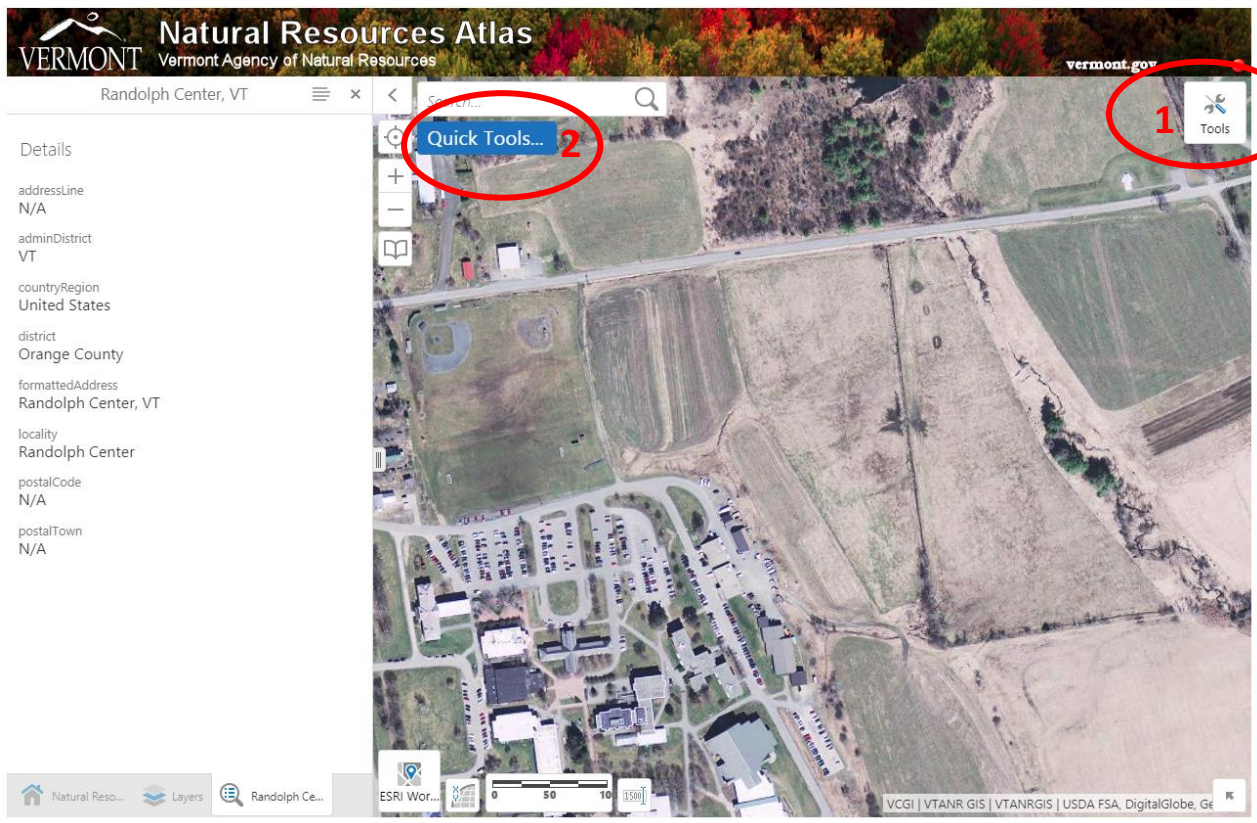 VERMONT
Natural Resources Atlas
Vermont Agency of Natural Resources
vermont.gov
Randolph Center, VT
Search...
1
Tools
Quick Tools...
2
Details
addressLine
N/A
adminDistrict
VT
countryRegion
United States
district
Orange County
formattedAddress
Randolph Center, VT
locality
Randolph Center
postalCode
N/A
postalTown
N/A
Natural Reso...
Layers
Randolph Ce...
ESRI Wor...
X
Y
0 50 10
1:500
VCGI | VTANR GIS | VTANRGIS | USDA FSA, DigitalGlobe, Ge